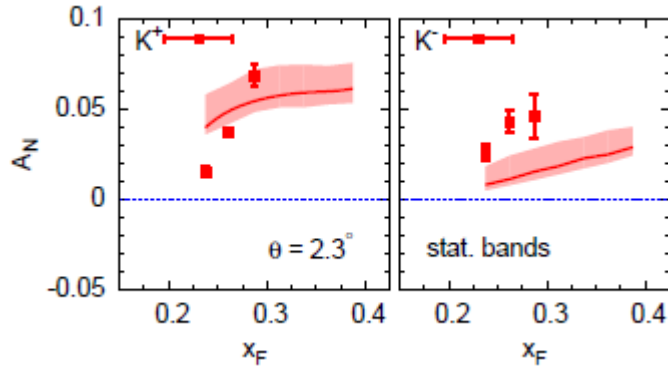 K+ K-
0.1
0.05
0
-0.05
A_N
θ = 2.3° stat. bands
0.2 0.3 0.4 0.2 0.3 0.4
x_F x_F